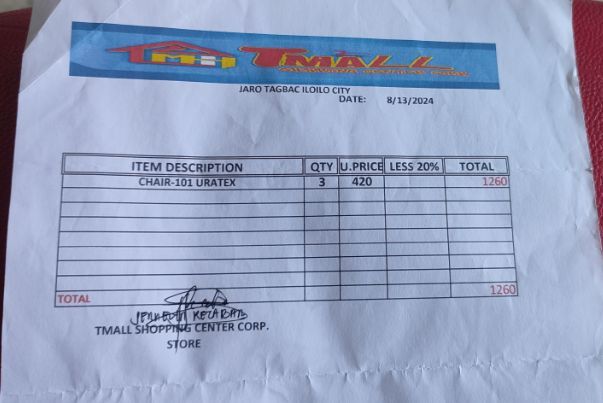 TMALL
JARO TAGBAC ILOILO CITY
DATE: 8/13/2024
ITEM DESCRIPTION QTY U.PRICE LESS 20% TOTAL
CHAIR-101 URATEX 3 420 1260
TOTAL 1260
TMALL SHOPPING CENTER CORP.
STORE